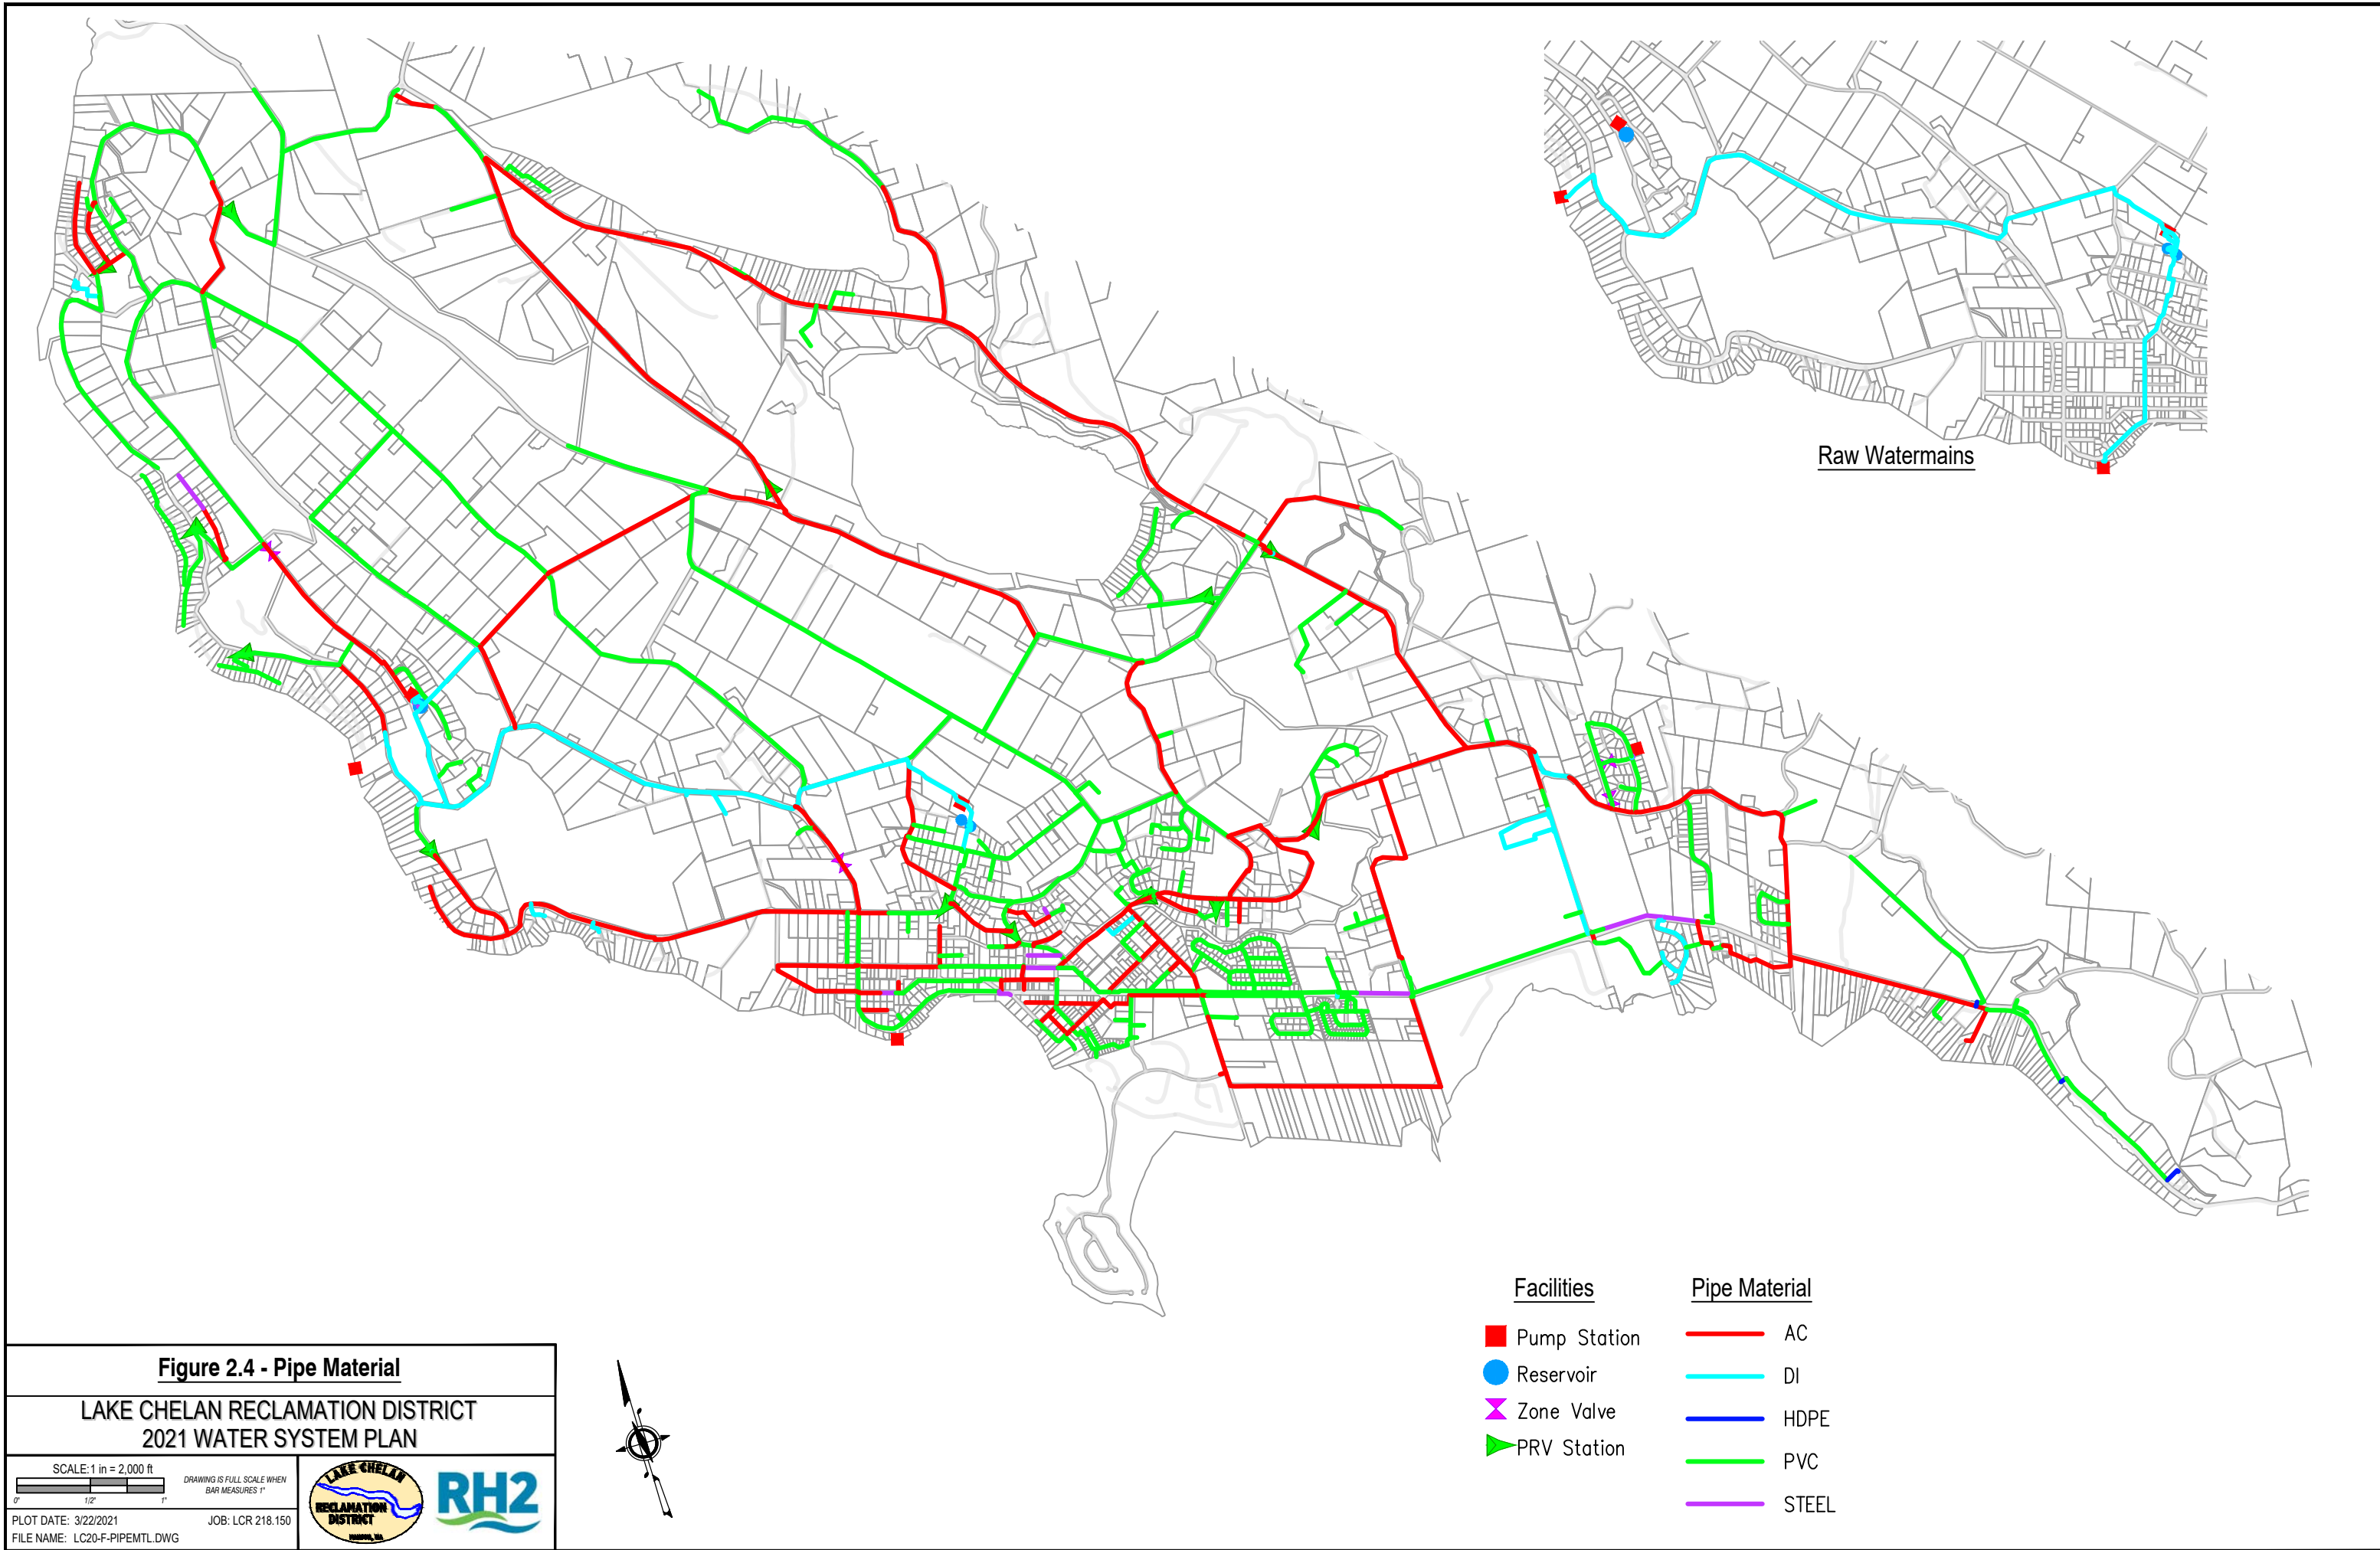 Raw Watermains
Facilities
Pump Station
Reservoir
Zone Valve
PRV Station
Pipe Material
AC
DI
HDPE
PVC
STEEL
Figure 2.4 - Pipe Material
LAKE CHELAN RECLAMATION DISTRICT
2021 WATER SYSTEM PLAN
SCALE: 1 in = 2,000 ft
0" 1/2" 1"
DRAWING IS FULL SCALE WHEN
BAR MEASURES 1"
PLOT DATE: 3/22/2021 JOB: LCR 218.150
FILE NAME: LC20-F-PIPEMTL.DWG
LAKE CHELAN
RECLAMATION
DISTRICT
MANSON, WA
RH2